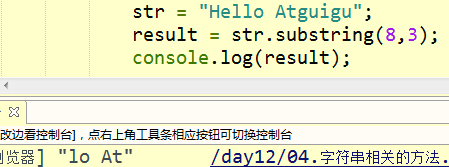 str = "Hello Atguigu";
result = str.substring(8,3);
console.log(result);
改边看控制台]，点右上角工具条相应按钮可切换控制台
浏览器] "lo At" /day12/04.字符串相关的方法.